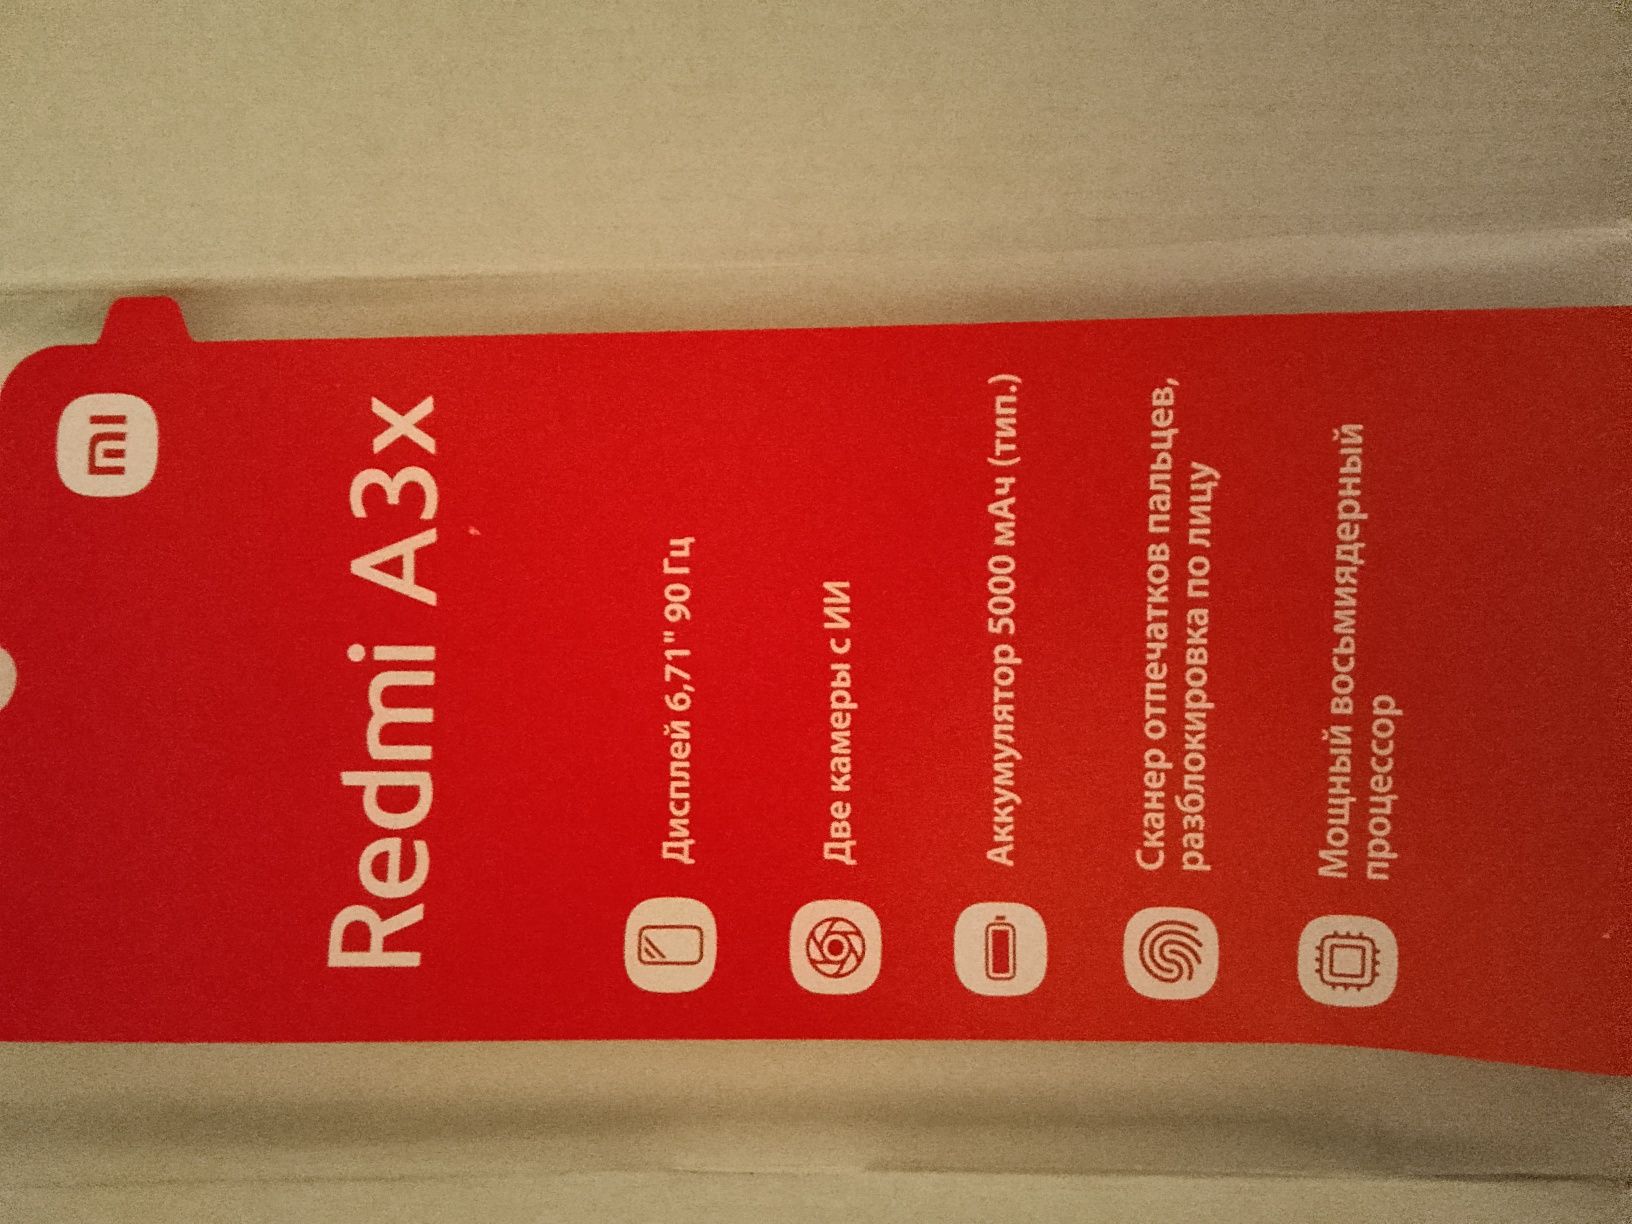 mi
Redmi A3x
Дисплей 6,71" 90 Гц
Две камеры с ИИ
Аккумулятор 5000 мАч (тип.)
Сканер отпечатков пальцев,
разблокировка по лицу
Мощный восьмиядерный
процессор